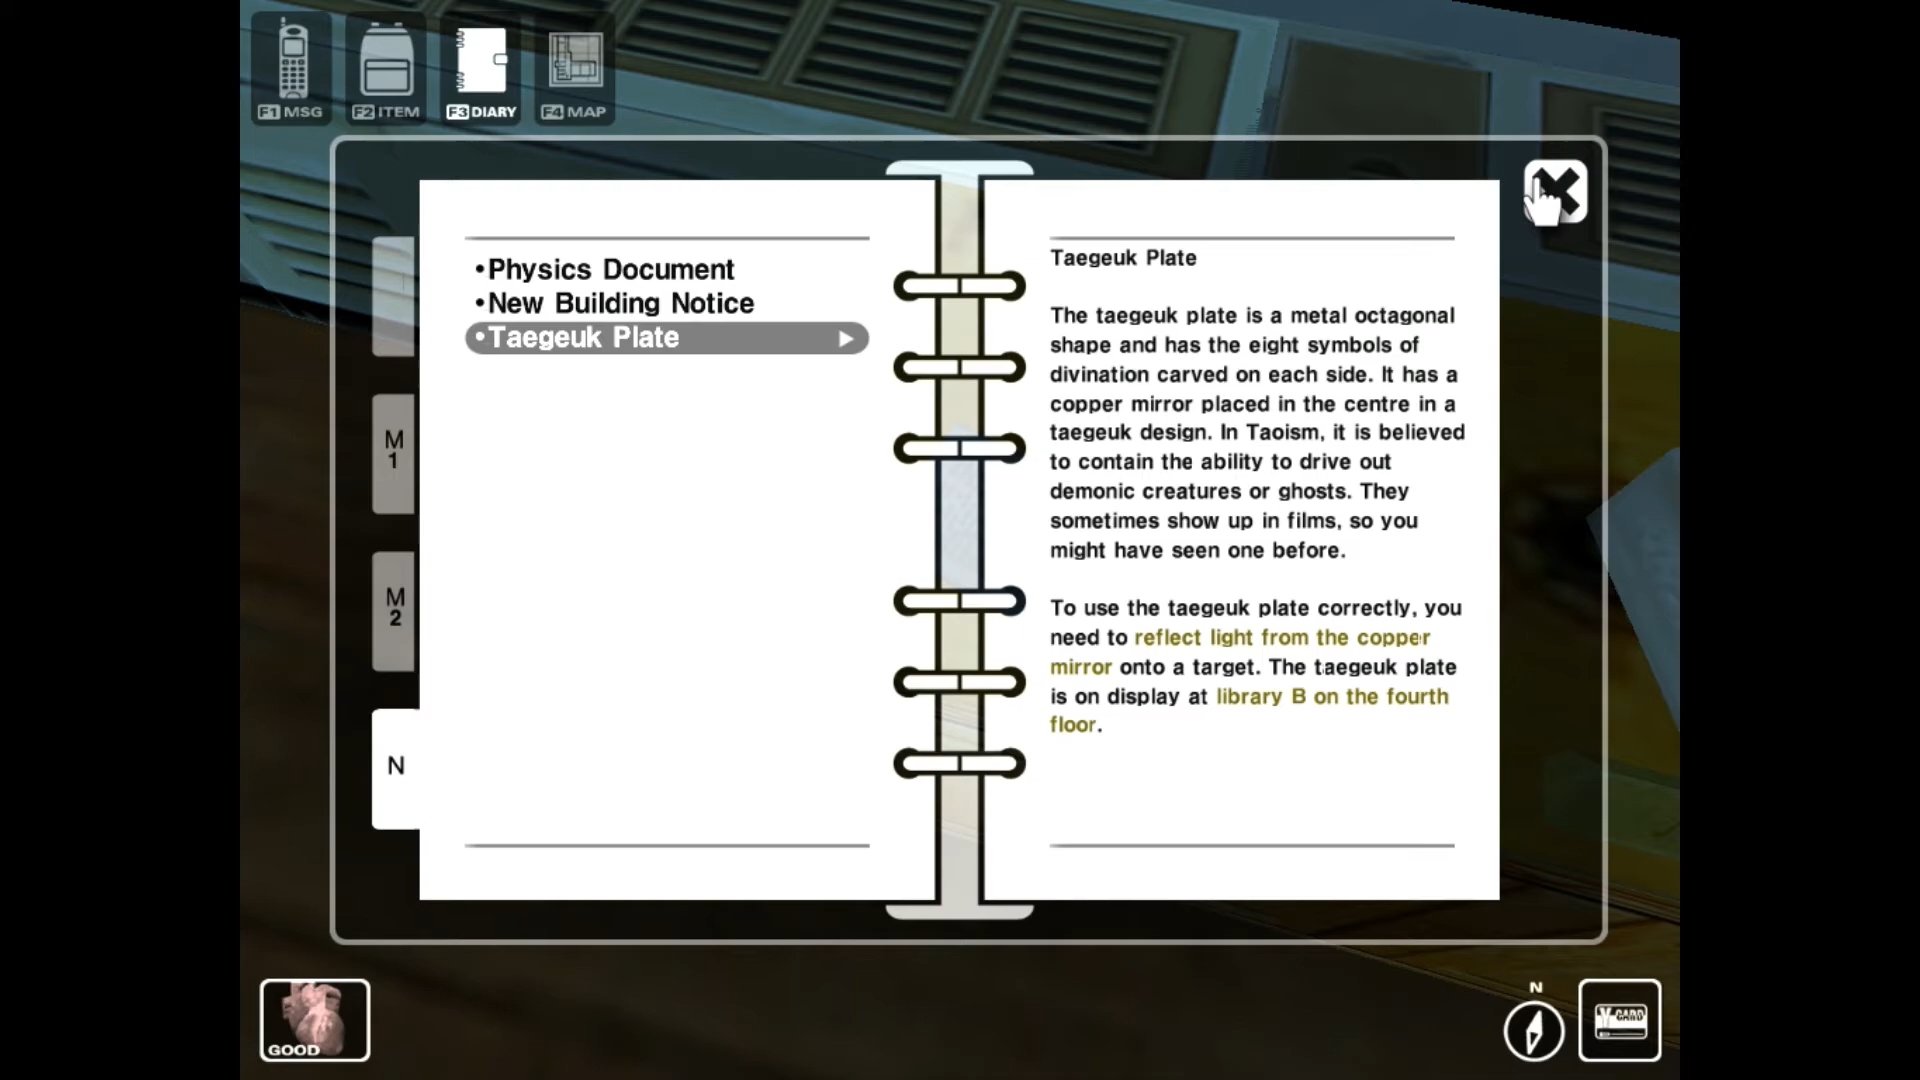 F1 MSG
F2 ITEM
F3 DIARY
F4 MAP
•Physics Document
•New Building Notice
•Taegeuk Plate
M
1
M
2
N
Taegeuk Plate
The taegeuk plate is a metal octagonal
shape and has the eight symbols of
divination carved on each side. It has a
copper mirror placed in the centre in a
taegeuk design. In Taoism, it is believed
to contain the ability to drive out
demonic creatures or ghosts. They
sometimes show up in films, so you
might have seen one before.
To use the taegeuk plate correctly, you
need to reflect light from the copper
mirror onto a target. The taegeuk plate
is on display at library B on the fourth
floor.
GOOD
N
Y-CARD